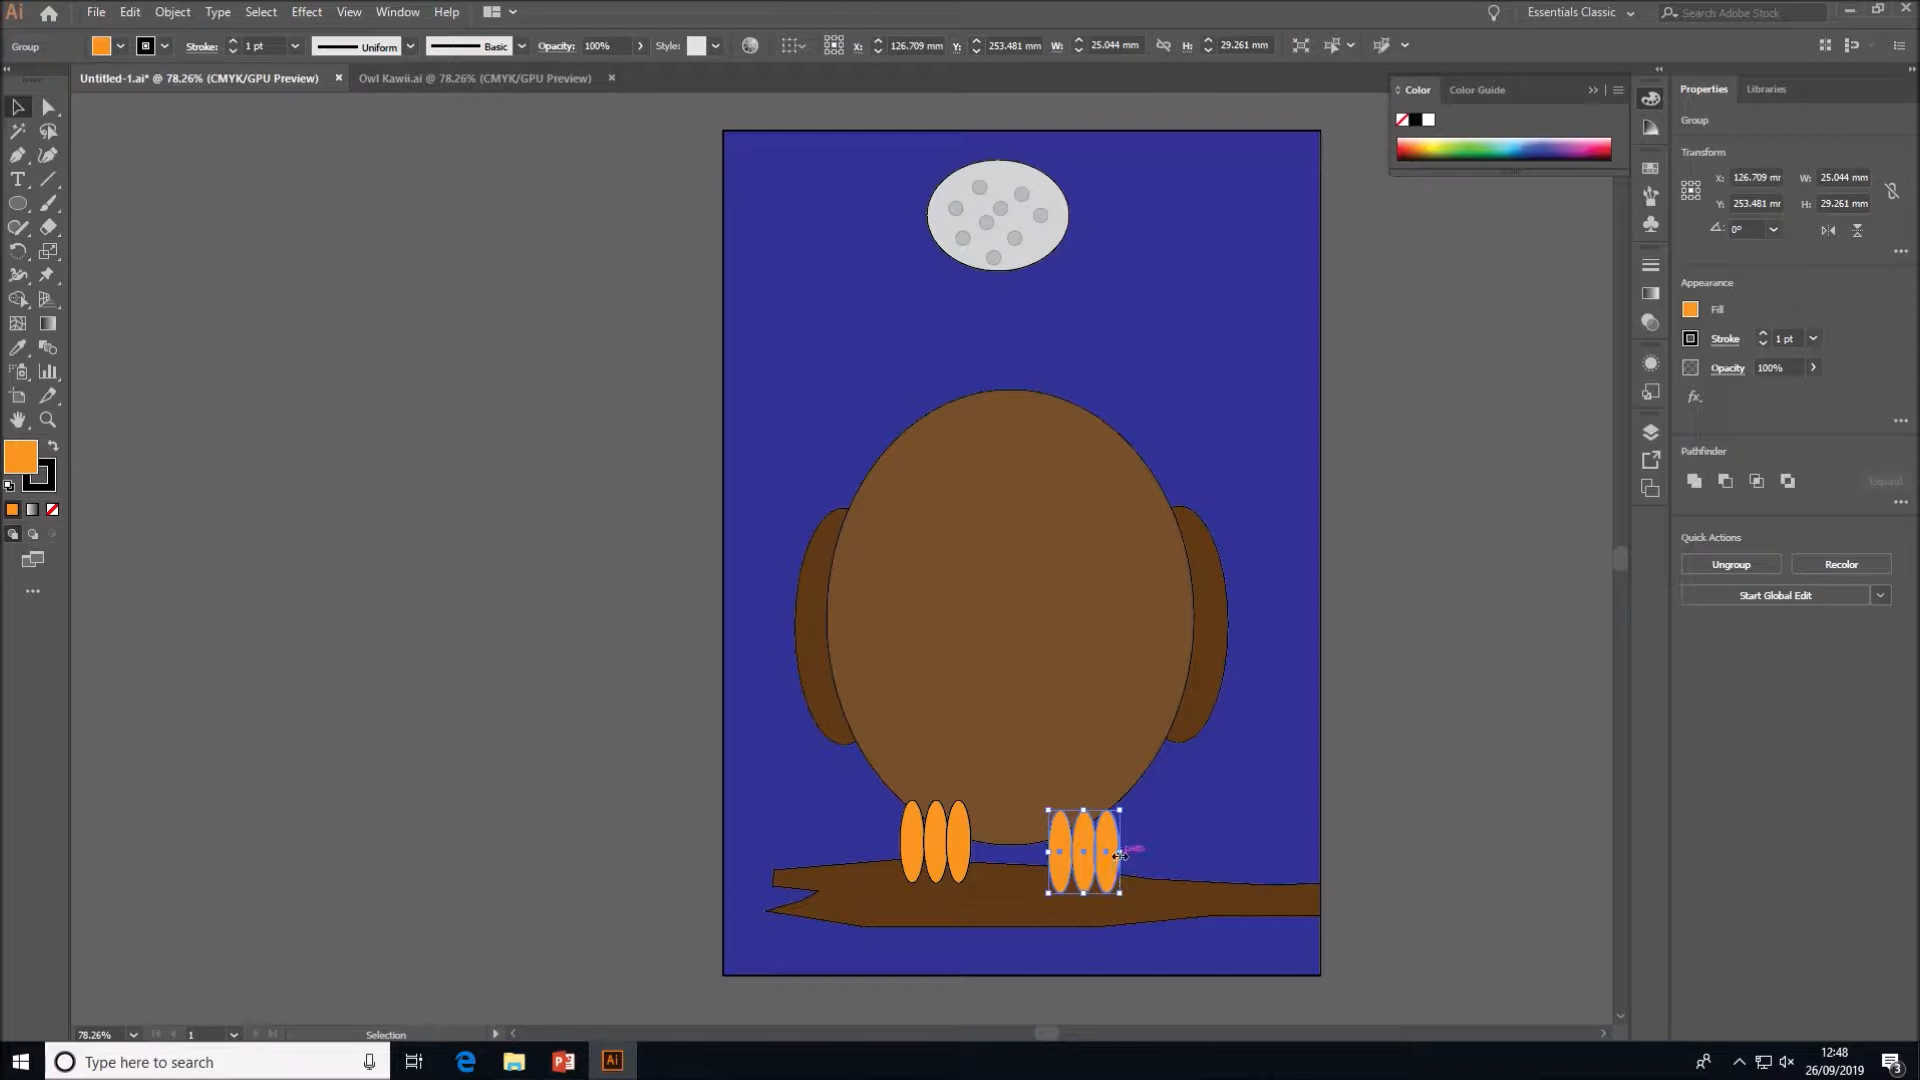 Ai File Edit Object Type Select Effect View Window Help Essentials Classic Search Adobe Stock
Group Stroke: 1 pt Uniform Basic Opacity: 100% Style: X: 126.709 mm Y: 253.481 mm W: 25.044 mm H: 29.261 mm
Untitled-1.ai* @ 78.26% (CMYK/GPU Preview) × Owl Kawii.ai @ 78.26% (CMYK/GPU Preview) ×
Color Color Guide
Properties Libraries
Group
Transform
X: 126.709 mr W: 25.044 mm
Y: 253.481 mr H: 29.261 mm
0°
Appearance
Fill
Stroke 1 pt
Opacity 100%
fx.
Pathfinder
Expand
Quick Actions
Ungroup Recolor
Start Global Edit
78.26% 1 Selection
Type here to search
Ai
12:48
26/09/2019
3